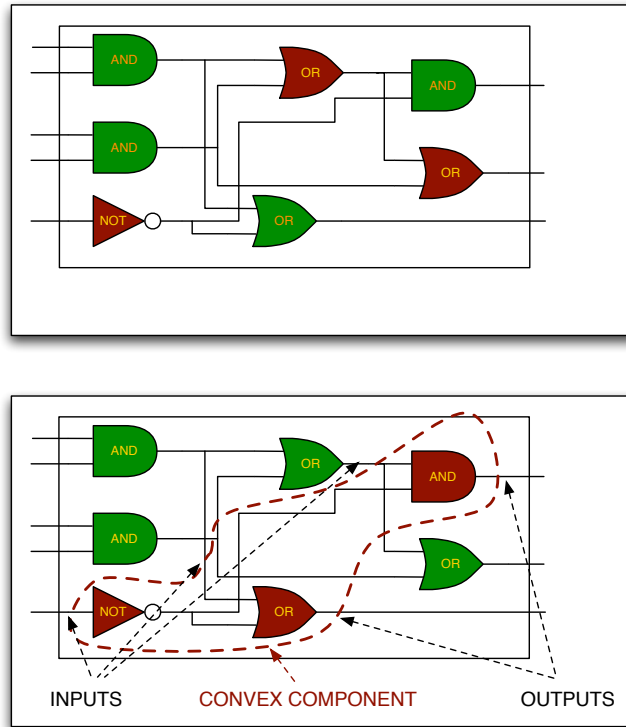 AND
OR
AND
AND
OR
NOT
OR
AND
OR
AND
AND
OR
NOT
OR
INPUTS CONVEX COMPONENT OUTPUTS